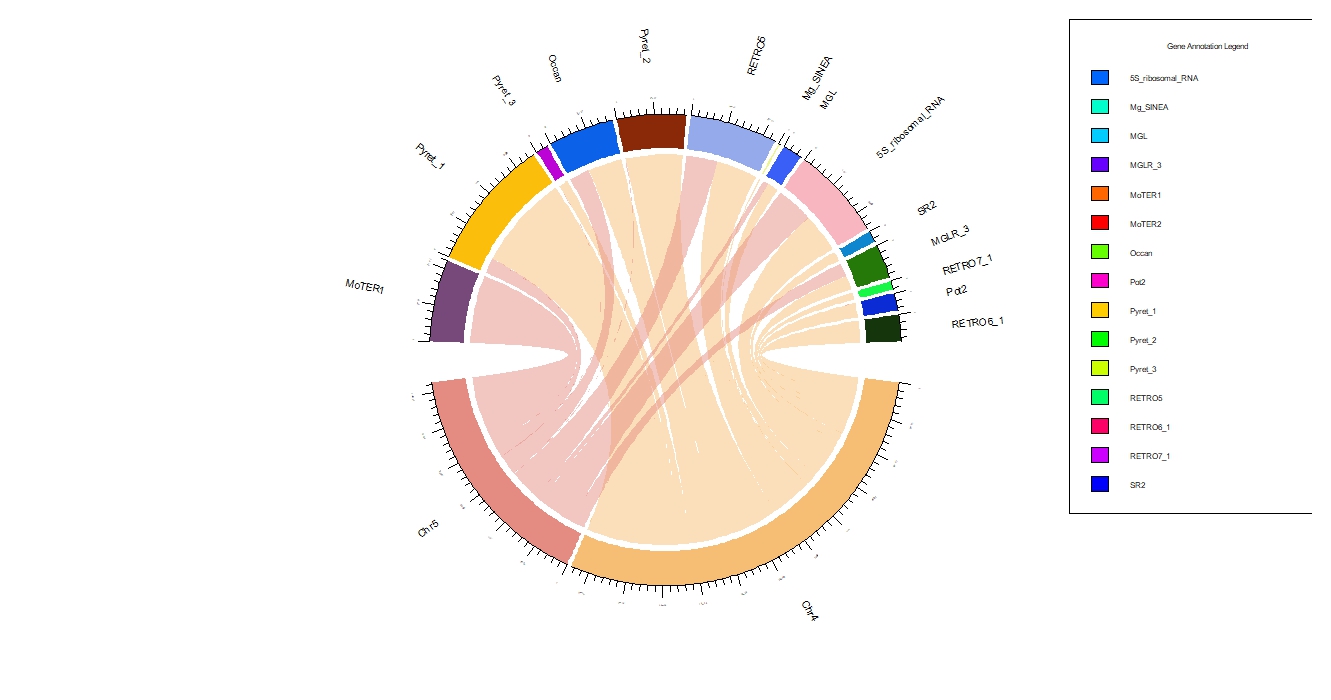 Pyret_2
RETRO5
Occan
Mg_SINEA
Pyret_3
MGL
5S_ribosomal_RNA
Pyret_1
SR2
MGLR_3
RETRO7_1
MoTER1
Pot2
RETRO6_1
Chr5
Chr4
Gene Annotation Legend
5S_ribosomal_RNA
Mg_SINEA
MGL
MGLR_3
MoTER1
MoTER2
Occan
Pot2
Pyret_1
Pyret_2
Pyret_3
RETRO5
RETRO6_1
RETRO7_1
SR2